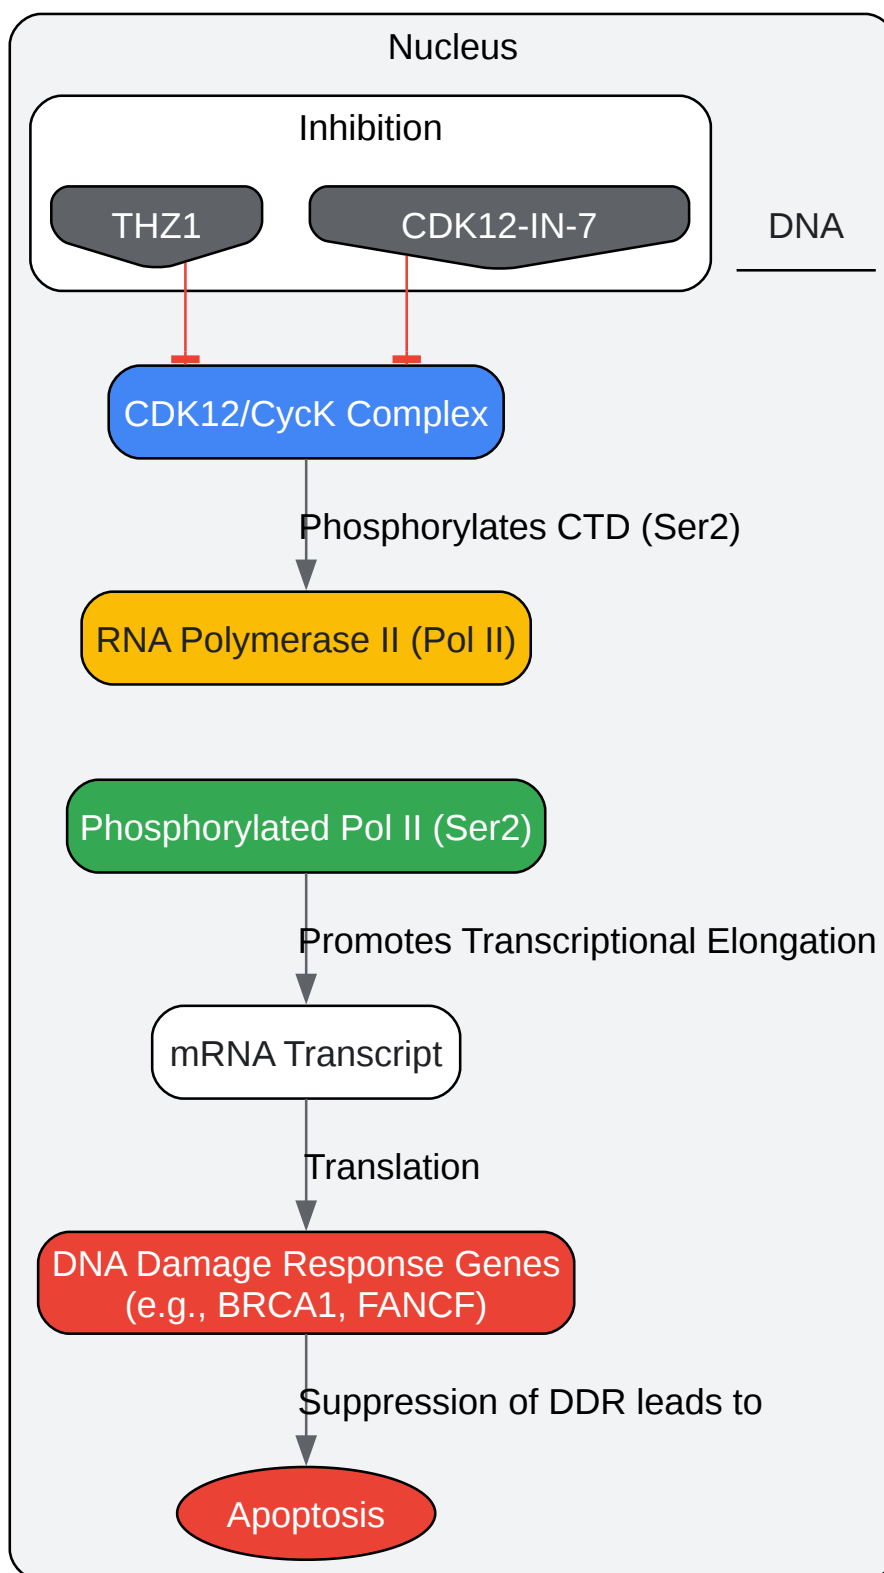 Nucleus
Inhibition
THZ1
CDK12-IN-7
DNA
CDK12/CycK Complex
Phosphorylates CTD (Ser2)
RNA Polymerase II (Pol II)
Phosphorylated Pol II (Ser2)
Promotes Transcriptional Elongation
mRNA Transcript
Translation
DNA Damage Response Genes
(e.g., BRCA1, FANCF)
Suppression of DDR leads to
Apoptosis